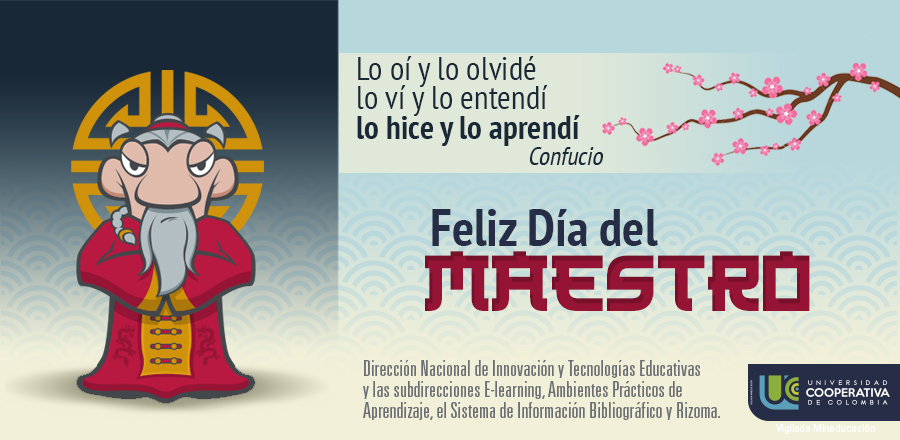 Lo oí y lo olvidé
lo ví y lo entendí
lo hice y lo aprendí
Confucio
Feliz Día del
MAESTRO
Dirección Nacional de Innovación y Tecnologías Educativas
y las subdirecciones E-learning, Ambientes Prácticos de
Aprendizaje, el Sistema de Información Bibliográfico y Rizoma.
UCC
UNIVERSIDAD
COOPERATIVA
DE COLOMBIA
Vigilada Mineducación